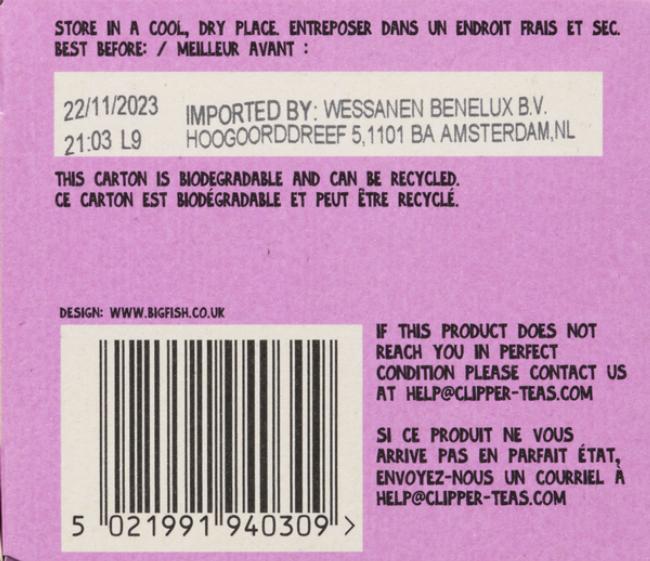 STORE IN A COOL, DRY PLACE. ENTREPOSER DANS UN ENDROIT FRAIS ET SEC.
BEST BEFORE: / MEILLEUR AVANT :
22/11/2023
21:03 L9
IMPORTED BY: WESSANEN BENELUX B.V.
HOOGOORDDREEF 5,1101 BA AMSTERDAM,NL
THIS CARTON IS BIODEGRADABLE AND CAN BE RECYCLED.
CE CARTON EST BIODÉGRADABLE ET PEUT ÊTRE RECYCLÉ.
DESIGN: WWW.BIGFISH.CO.UK
5 021991 940309 >
IF THIS PRODUCT DOES NOT
REACH YOU IN PERFECT
CONDITION PLEASE CONTACT US
AT HELP@CLIPPER-TEAS.COM
SI CE PRODUIT NE VOUS
ARRIVE PAS EN PARFAIT ÉTAT,
ENVOYEZ-NOUS UN COURRIEL À
HELP@CLIPPER-TEAS.COM